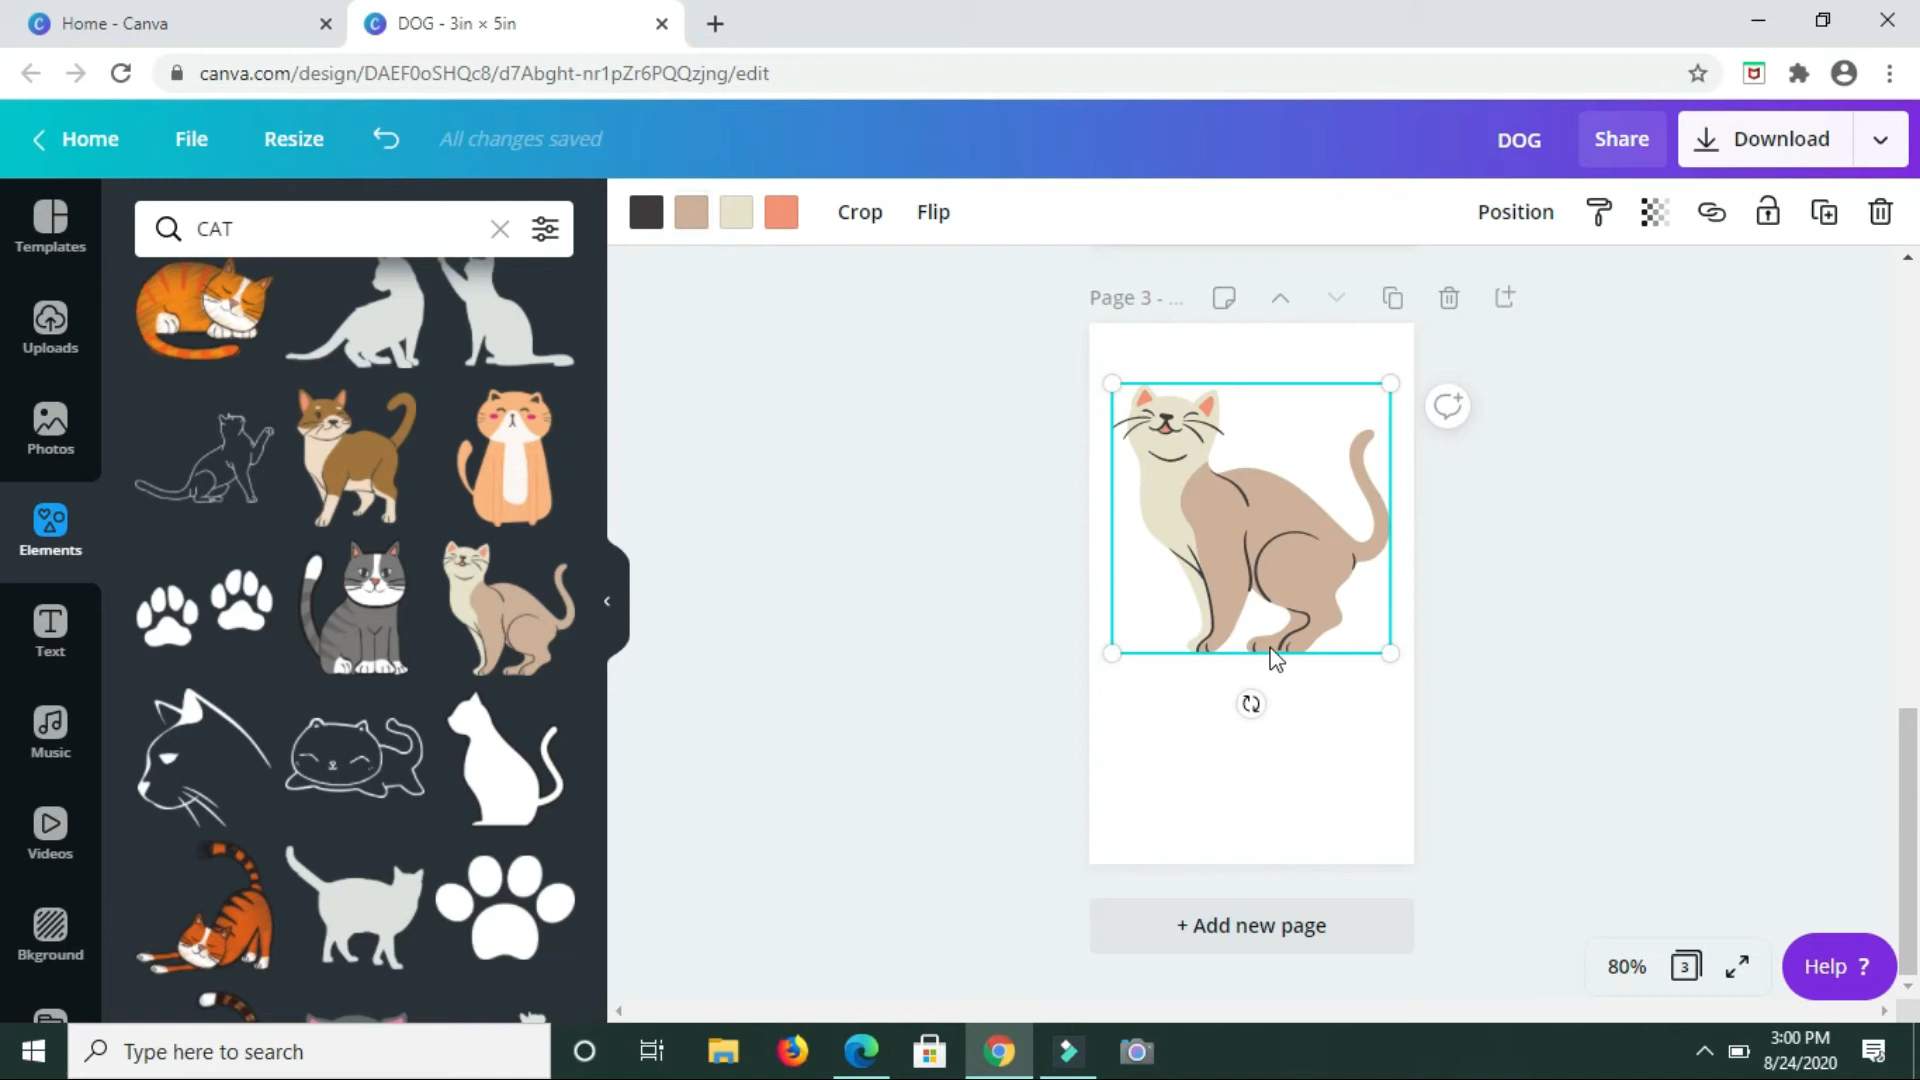 Home - Canva
DOG - 3in × 5in
canva.com/design/DAEF0oSHQc8/d7Abght-nr1pZr6PQQzjng/edit
Home
File
Resize
All changes saved
DOG
Share
Download
CAT
Crop
Flip
Position
Templates
Uploads
Photos
Elements
Text
Music
Videos
Bkground
Page 3 - ...
+ Add new page
80%
3
Help ?
Type here to search
3:00 PM
8/24/2020